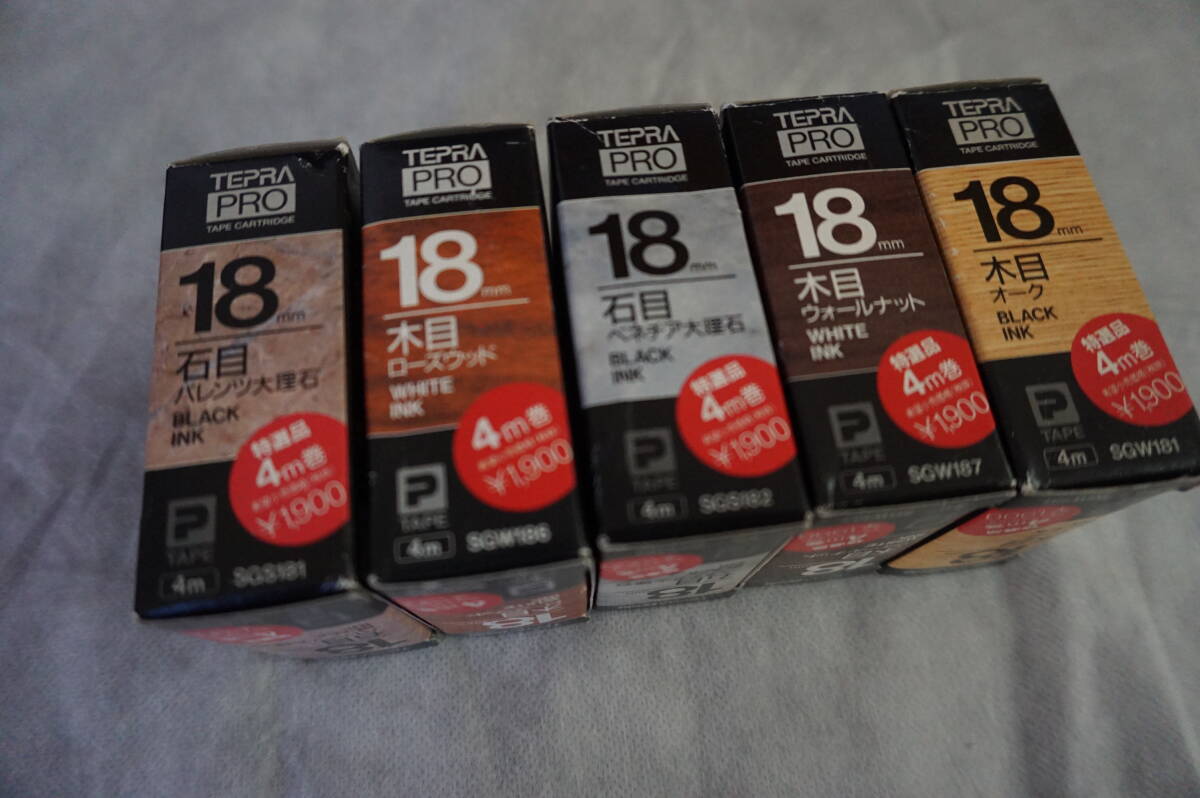 TEPRA
PRO
TAPE CARTRIDGE
18mm
石目
バレンツ大理石
BLACK
INK
特選品
4m巻
¥1,900
P
TAPE
4m
SGS181
TEPRA
PRO
TAPE CARTRIDGE
18mm
木目
ローズウッド
WHITE
INK
4m巻
¥1,900
P
TAPE
4m
SGW186
TEPRA
PRO
TAPE CARTRIDGE
18mm
石目
ベネチア大理石
BLACK
INK
特選品
4m巻
¥1,900
P
TAPE
4m
SGS182
TEPRA
PRO
TAPE CARTRIDGE
18mm
木目
ウォールナット
WHITE
INK
特選品
4m巻
¥1,900
P
TAPE
4m
SGW187
TEPRA
PRO
TAPE CARTRIDGE
18mm
木目
オーク
BLACK
INK
特選品
4m巻
¥1,900
P
TAPE
4m
SGW181